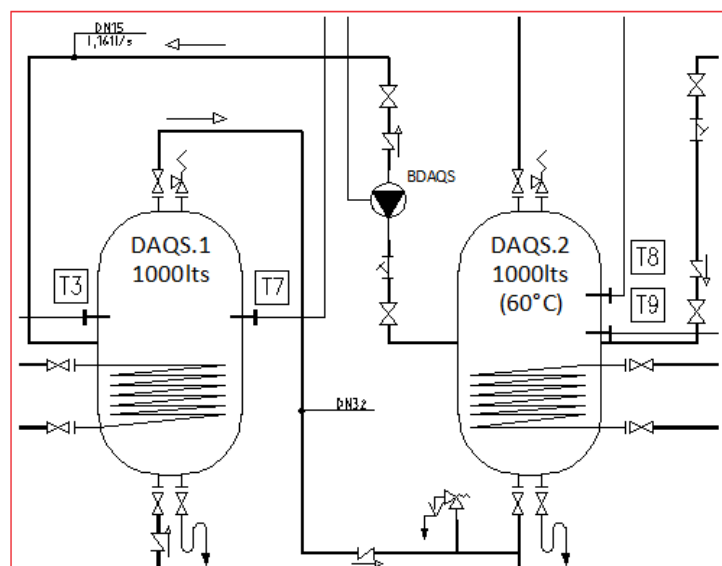 DN15
1,161l/s
BDAQS
DAQS.1
1000lts
DAQS.2
1000lts
(60°C)
T3
T7
T8
T9
DN32